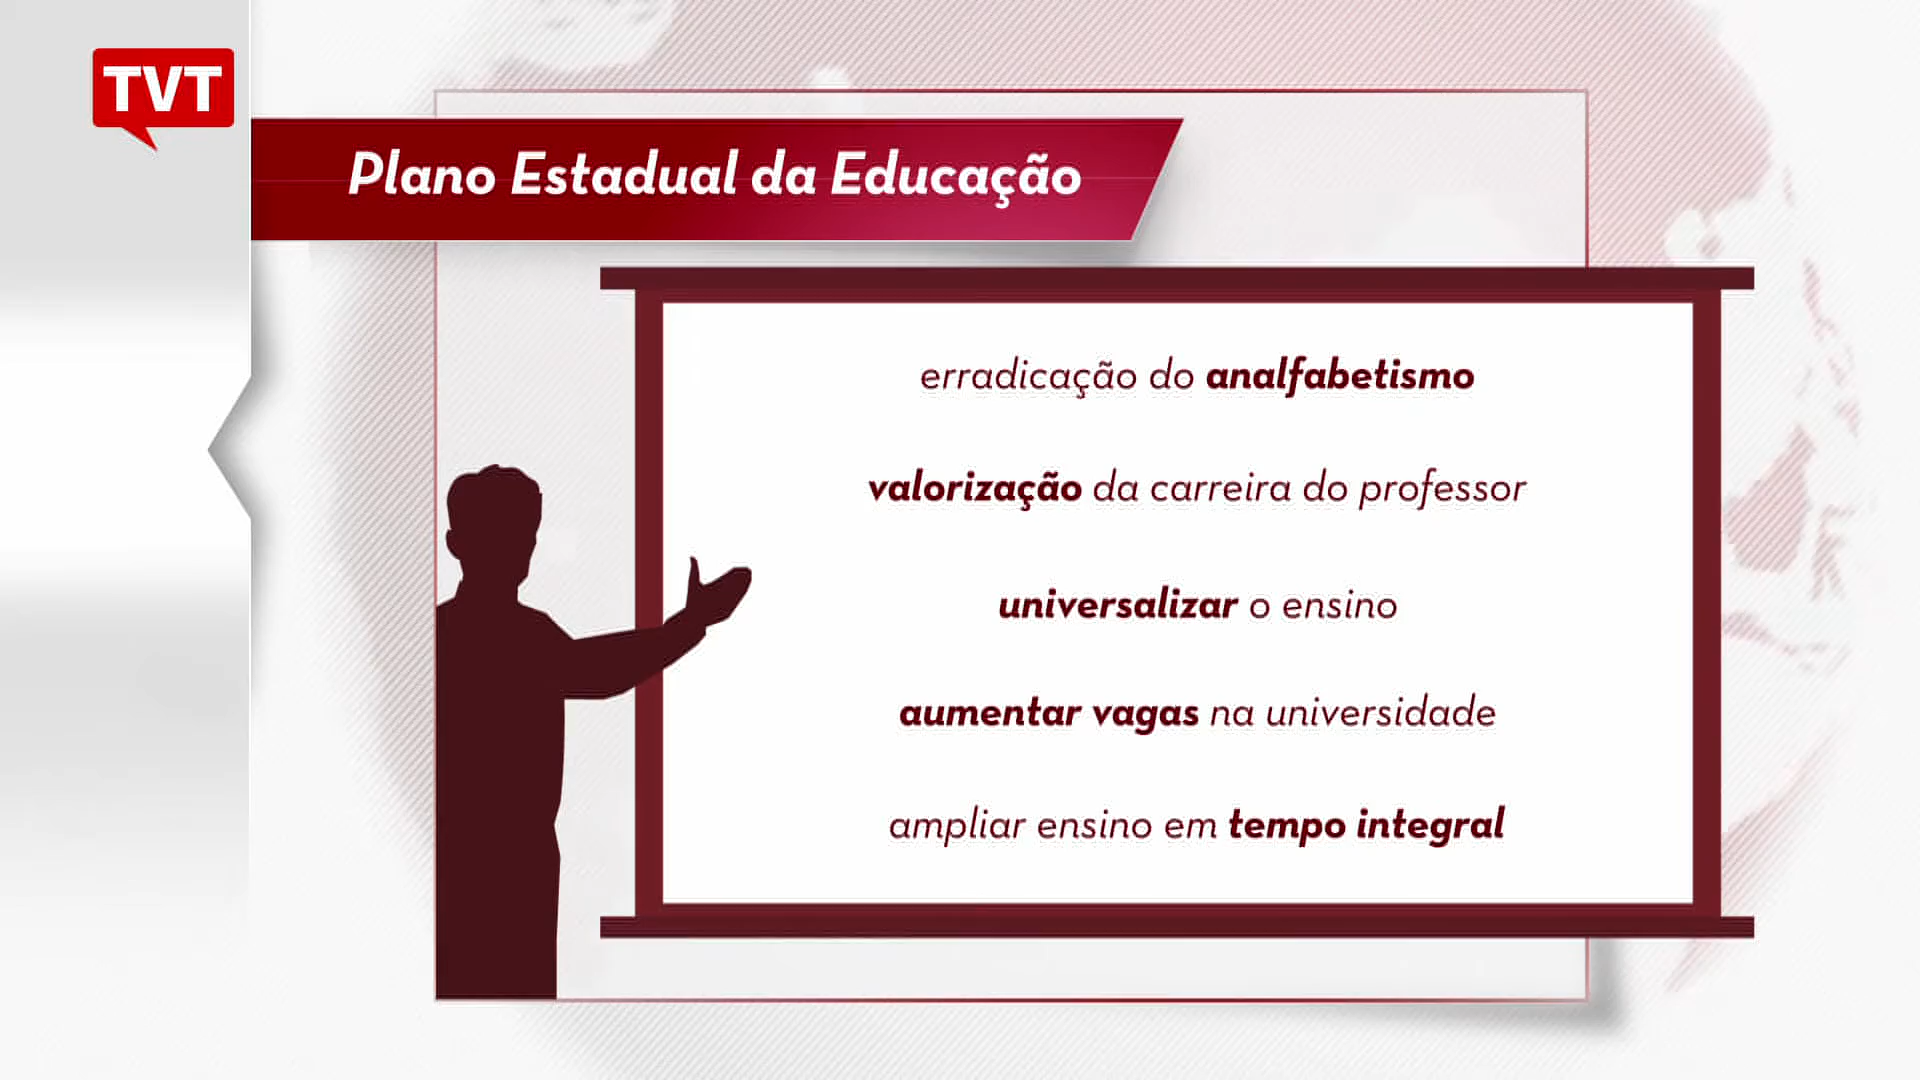 TVT
Plano Estadual da Educação
erradicação do analfabetismo
valorização da carreira do professor
universalizar o ensino
aumentar vagas na universidade
ampliar ensino em tempo integral